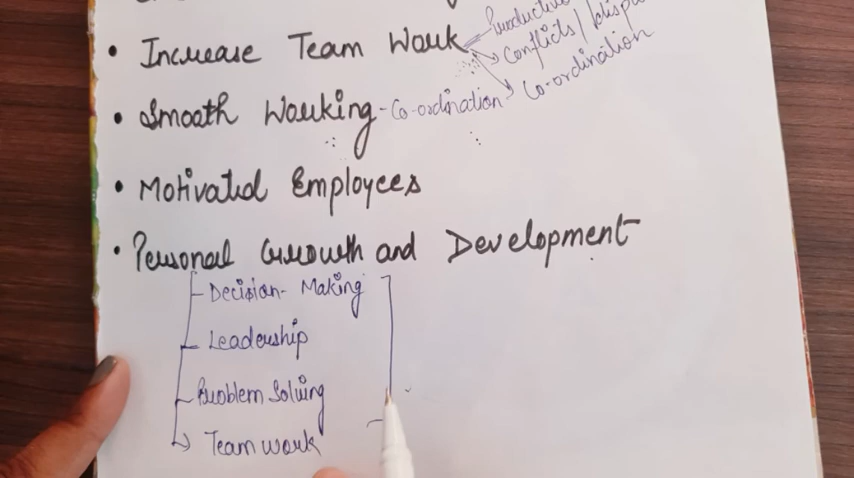 Increase Team Work
Conflicts /
Co-ordination
Smooth Working - Co-ordination
Motivated Employees
Personal Growth and Development
Decision-Making
Leadership
Problem Solving
Team work